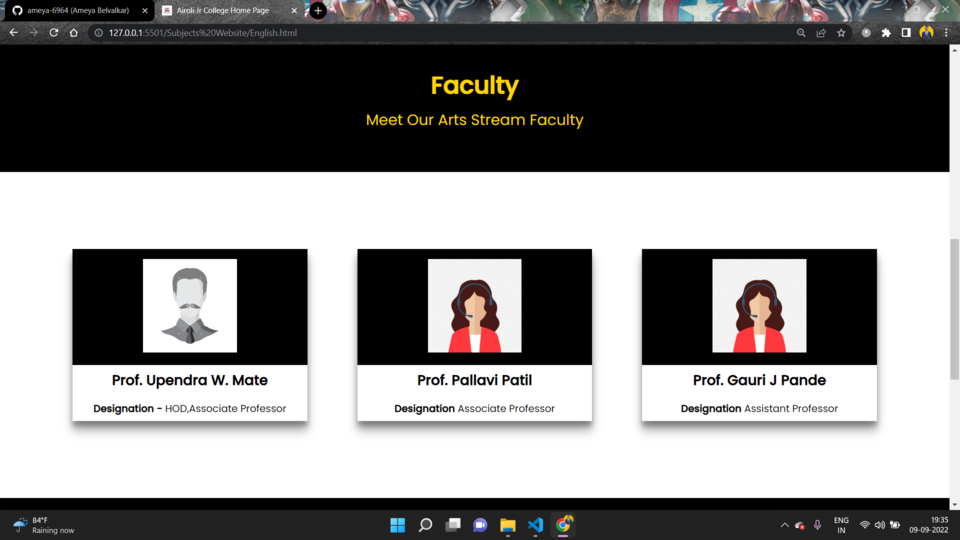 ameya-6964 (Ameya Belvalkar)
Airoli Jr College Home Page
127.0.0.1:5501/Subjects%20Website/English.html
Faculty
Meet Our Arts Stream Faculty
Prof. Upendra W. Mate
Designation - HOD,Associate Professor
Prof. Pallavi Patil
Designation Associate Professor
Prof. Gauri J Pande
Designation Assistant Professor
84°F
Raining now
ENG
IN
19:35
09-09-2022